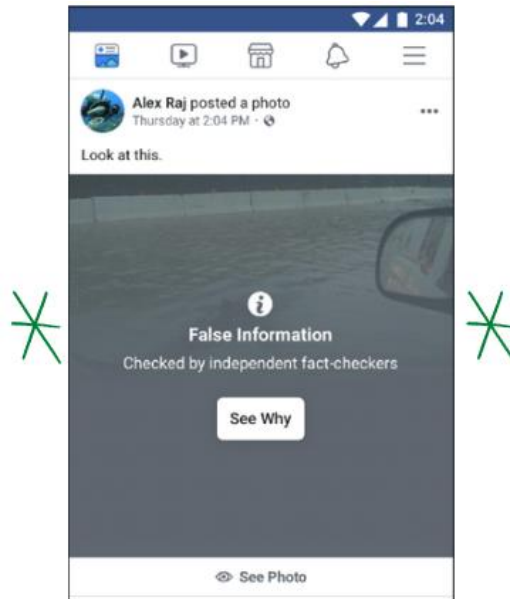 2:04
Alex Raj posted a photo
Thursday at 2:04 PM ·
Look at this.
False Information
Checked by independent fact-checkers
See Why
See Photo